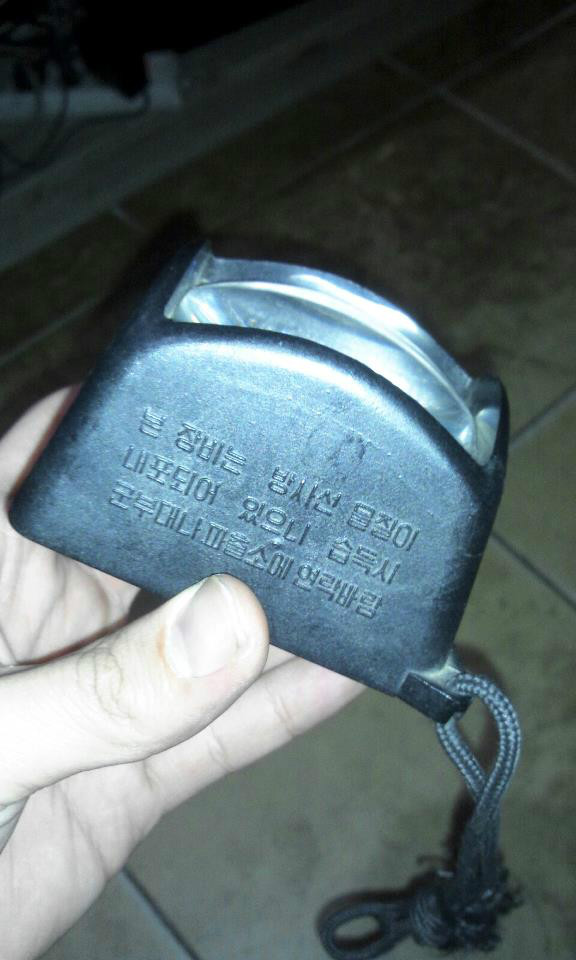 본 장비는 방사선 물질이
내포되어 있으니 습득시
군부대나 파출소에 연락바람